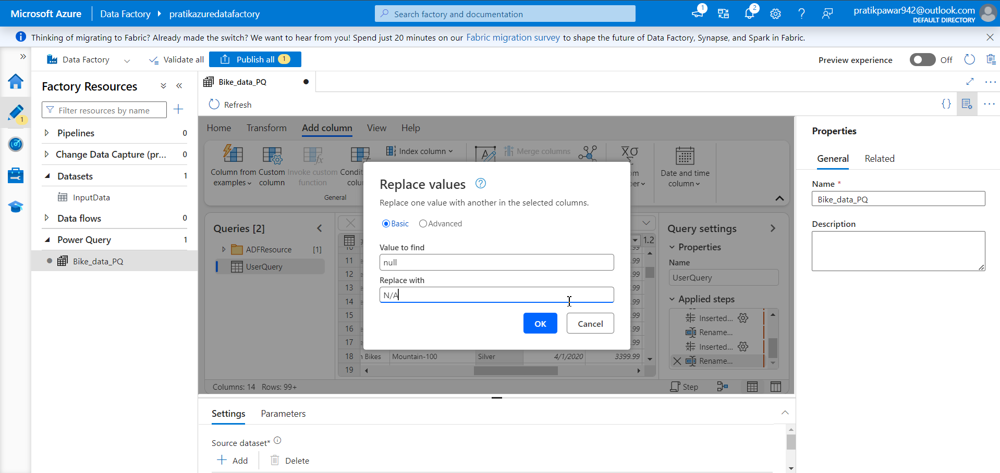 Microsoft Azure
Data Factory
pratikazuredatafactory
Search factory and documentation
1
2
pratikpawar942@outlook.com
DEFAULT DIRECTORY
Thinking of migrating to Fabric? Already made the switch? We want to hear from you! Spend just 20 minutes on our Fabric migration survey to shape the future of Data Factory, Synapse, and Spark in Fabric.
Data Factory
Validate all
Publish all 1
Preview experience
Off
Factory Resources
Filter resources by name
1
Pipelines 0
Change Data Capture (pr... 0
Datasets 1
InputData
Data flows 0
Power Query 1
Bike_data_PQ
Bike_data_PQ
Refresh
Home Transform Add column View Help
Column from examples
Custom column
Invoke custom function
Index column
Merge columns
Date and time column
General
Queries [2]
ADFResource [1]
UserQuery
1.2
11
12
13
14
15
16
17
18 Bikes Mountain-100 Silver 4/1/2020 3399.99
19
Columns: 14 Rows: 99+
Step
Replace values
Replace one value with another in the selected columns.
Basic Advanced
Value to find
null
Replace with
N/A
OK Cancel
Query settings
Properties
Name
UserQuery
Applied steps
Inserted...
Rename...
Inserted...
Rename...
Settings Parameters
Source dataset*
Add Delete
Properties
General Related
Name *
Bike_data_PQ
Description